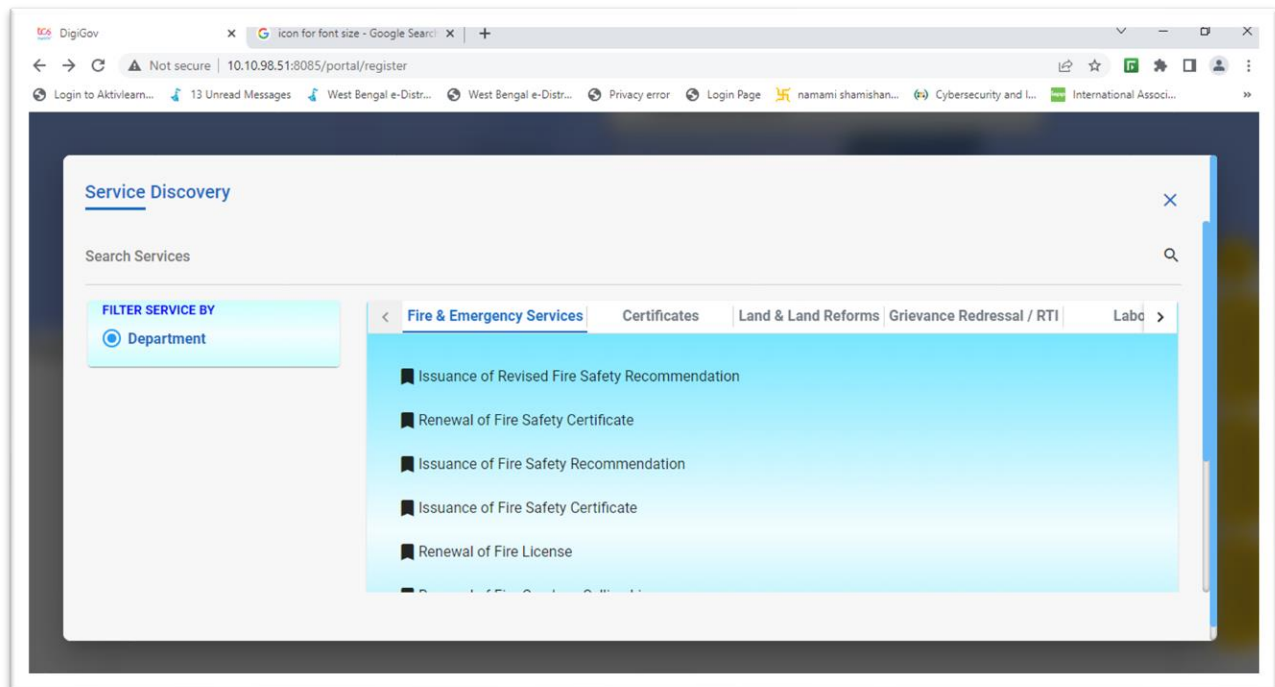 DigiGov
icon for font size - Google Search
Not secure | 10.10.98.51:8085/portal/register
Login to Aktivlearn... 13 Unread Messages West Bengal e-Distr... West Bengal e-Distr... Privacy error Login Page namami shamishan... Cybersecurity and I... International Associ... »
Service Discovery
Search Services
FILTER SERVICE BY
Department
Fire & Emergency Services Certificates Land & Land Reforms Grievance Redressal / RTI Labo
Issuance of Revised Fire Safety Recommendation
Renewal of Fire Safety Certificate
Issuance of Fire Safety Recommendation
Issuance of Fire Safety Certificate
Renewal of Fire License